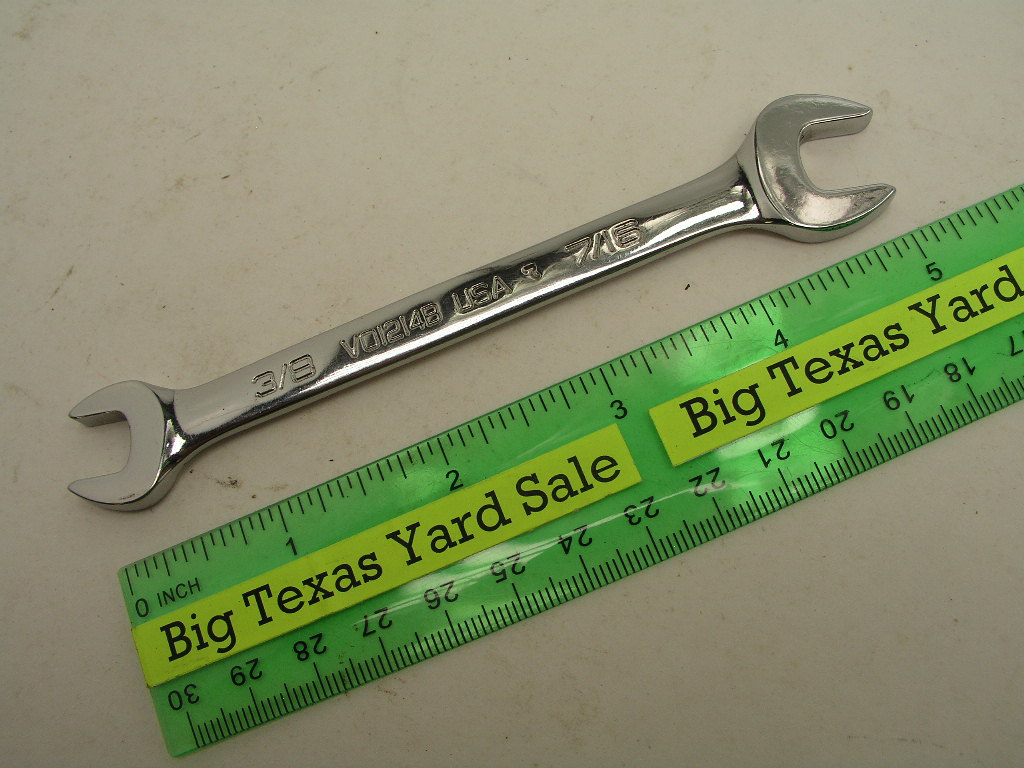 3/8 VO1214B USA 7/16
1 2 3 4 5
0 INCH
Big Texas Yard Sale
Big Texas Yard
30 29 28 27 26 25 24 23 22 21 20 19 18 17